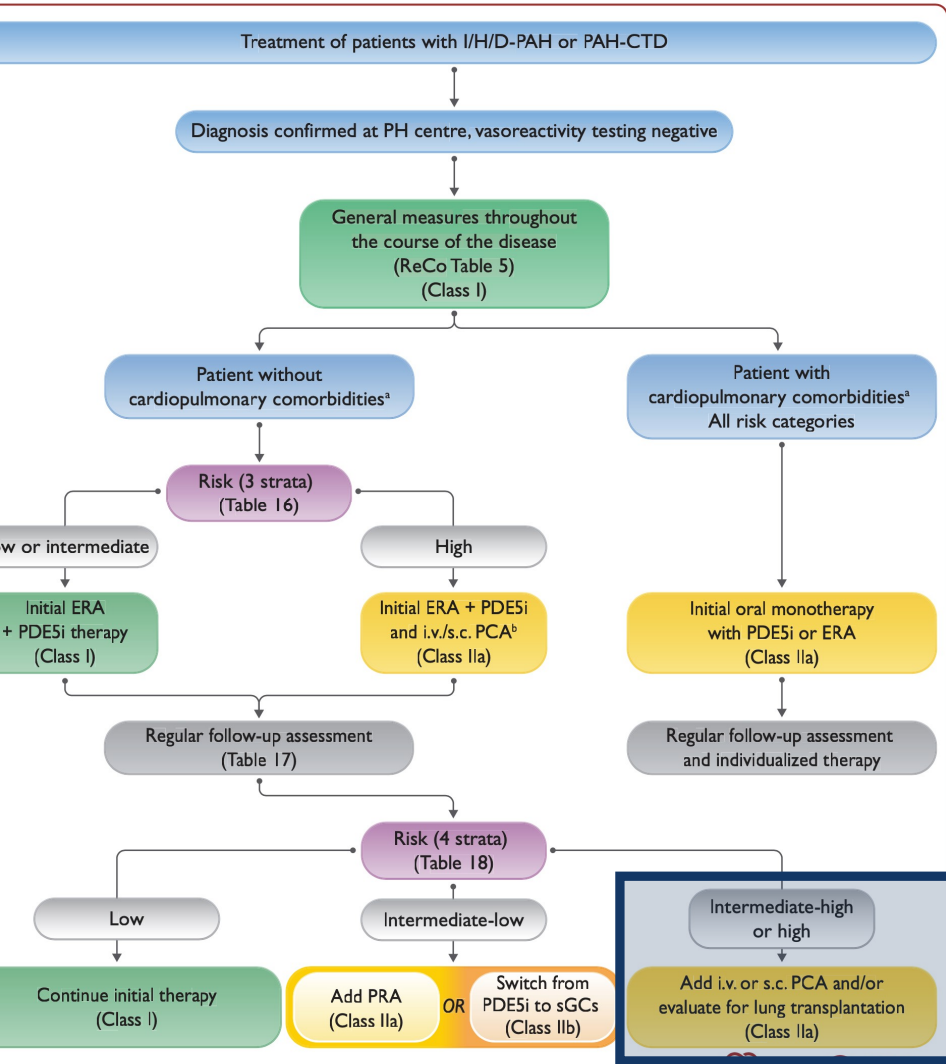 Treatment of patients with I/H/D-PAH or PAH-CTD
Diagnosis confirmed at PH centre, vasoreactivity testing negative
General measures throughout
the course of the disease
(ReCo Table 5)
(Class I)
Patient without
cardiopulmonary comorbiditiesᵃ
Patient with
cardiopulmonary comorbiditiesᵃ
All risk categories
Risk (3 strata)
(Table 16)
ow or intermediate
High
Initial ERA
+ PDE5i therapy
(Class I)
Initial ERA + PDE5i
and i.v./s.c. PCAᵇ
(Class IIa)
Initial oral monotherapy
with PDE5i or ERA
(Class IIa)
Regular follow-up assessment
(Table 17)
Regular follow-up assessment
and individualized therapy
Risk (4 strata)
(Table 18)
Low
Intermediate-low
Intermediate-high
or high
Continue initial therapy
(Class I)
Add PRA
(Class IIa)
OR
Switch from
PDE5i to sGCs
(Class IIb)
Add i.v. or s.c. PCA and/or
evaluate for lung transplantation
(Class IIa)